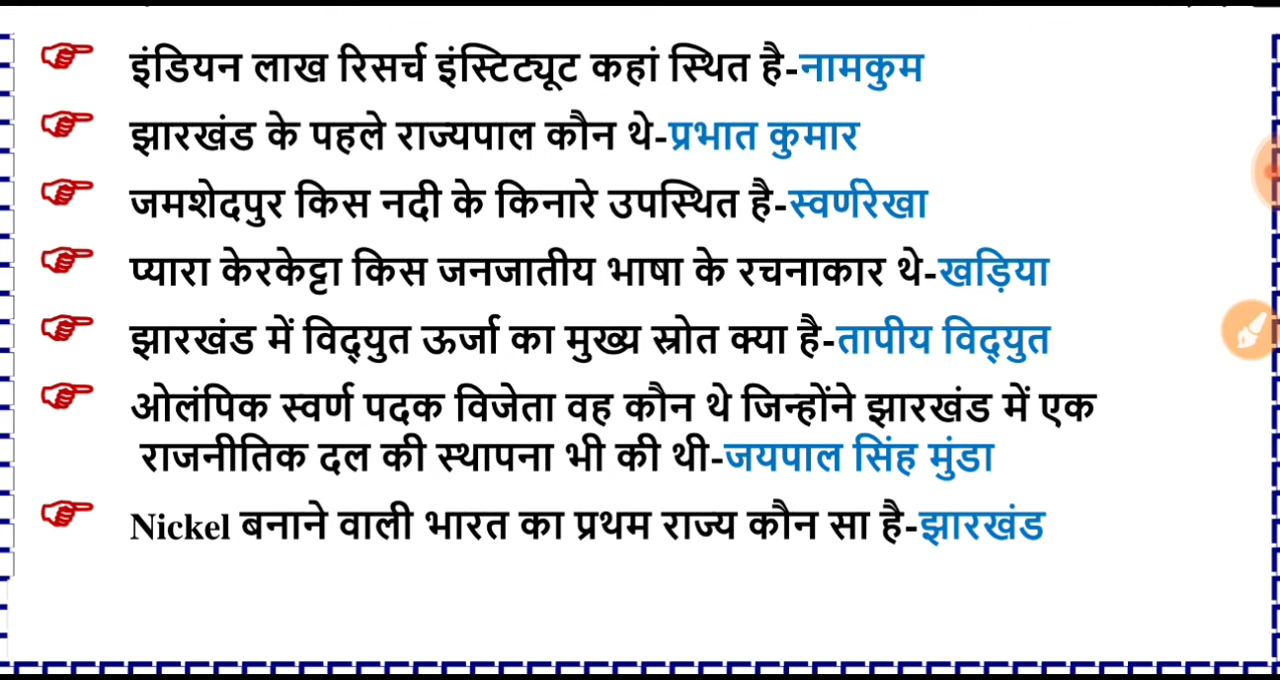 इंडियन लाख रिसर्च इंस्टिट्यूट कहां स्थित है-नामकुम
झारखंड के पहले राज्यपाल कौन थे-प्रभात कुमार
जमशेदपुर किस नदी के किनारे उपस्थित है-स्वर्णरेखा
प्यारा केरकेट्टा किस जनजातीय भाषा के रचनाकार थे-खड़िया
झारखंड में विद्युत ऊर्जा का मुख्य स्रोत क्या है-तापीय विद्युत
ओलंपिक स्वर्ण पदक विजेता वह कौन थे जिन्होंने झारखंड में एक
राजनीतिक दल की स्थापना भी की थी-जयपाल सिंह मुंडा
Nickel बनाने वाली भारत का प्रथम राज्य कौन सा है-झारखंड